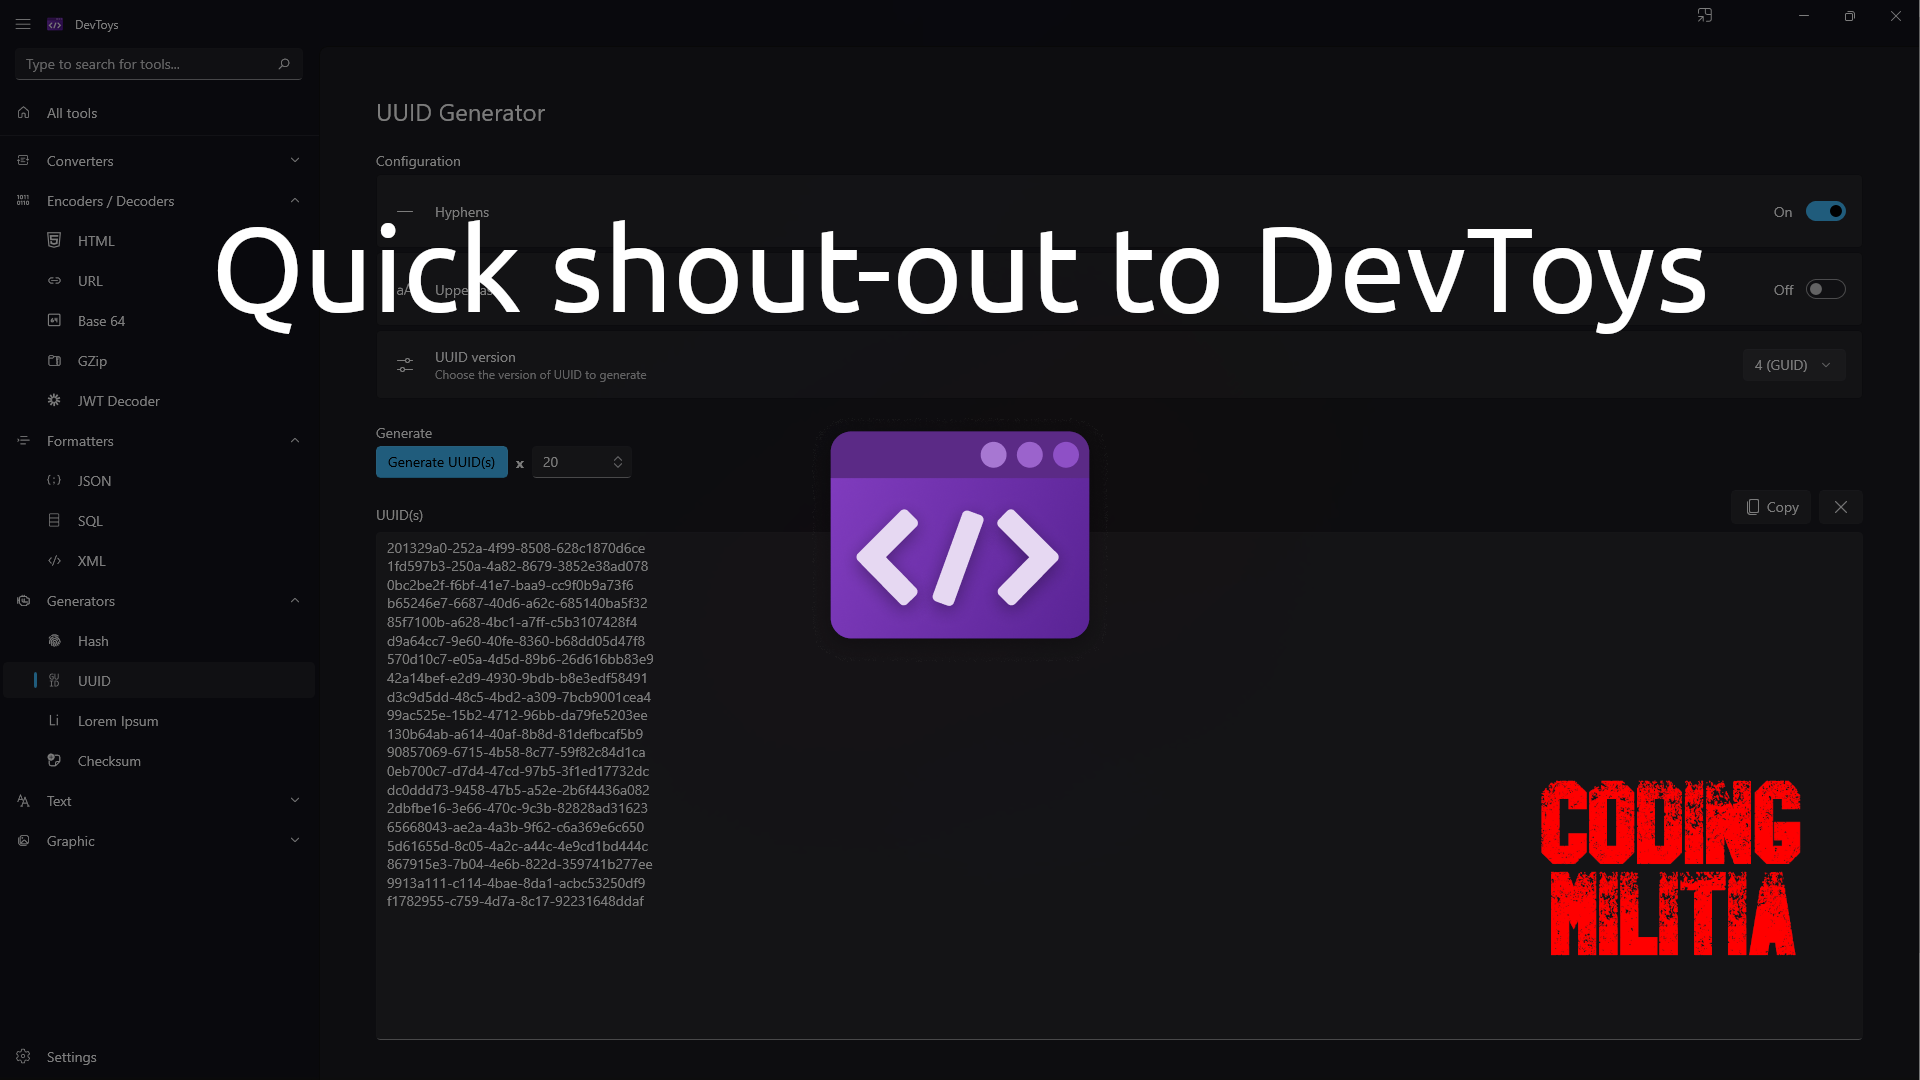 DevToys
Type to search for tools...
All tools
Converters
Encoders / Decoders
HTML
URL
Base 64
GZip
JWT Decoder
Formatters
JSON
SQL
XML
Generators
Hash
UUID
Lorem Ipsum
Checksum
Text
Graphic
Settings
UUID Generator
Configuration
Hyphens
On
Quick shout-out to DevToys
Off
UUID version
Choose the version of UUID to generate
4 (GUID)
Generate
Generate UUID(s) x 20
UUID(s)
Copy
201329a0-252a-4f99-8508-628c1870d6ce
1fd597b3-250a-4a82-8679-3852e38ad078
0bc2be2f-f6bf-41e7-baa9-cc9f0b9a73f6
b65246e7-6687-40d6-a62c-685140ba5f32
85f7100b-a628-4bc1-a7ff-c5b3107428f4
d9a64cc7-9e60-40fe-8360-b68dd05d47f8
570d10c7-e05a-4d5d-89b6-26d616bb83e9
42a14bef-e2d9-4930-9bdb-b8e3edf58491
d3c9d5dd-48c5-4bd2-a309-7bcb9001cea4
99ac525e-15b2-4712-96bb-da79fe5203ee
130b64ab-a614-40af-8b8d-81defbcaf5b9
90857069-6715-4b58-8c77-59f82c84d1ca
0eb700c7-d7d4-47cd-97b5-3f1ed17732dc
dc0ddd73-9458-47b5-a52e-2b6f4436a082
2dbfbe16-3e66-470c-9c3b-82828ad31623
65668043-ae2a-4a3b-9f62-c6a369e6c650
5d61655d-8c05-4a2c-a44c-4e9cd1bd444c
867915e3-7b04-4e6b-822d-359741b277ee
9913a111-c114-4bae-8da1-acbc53250df9
f1782955-c759-4d7a-8c17-92231648ddaf
</>
CODING
MILITIA